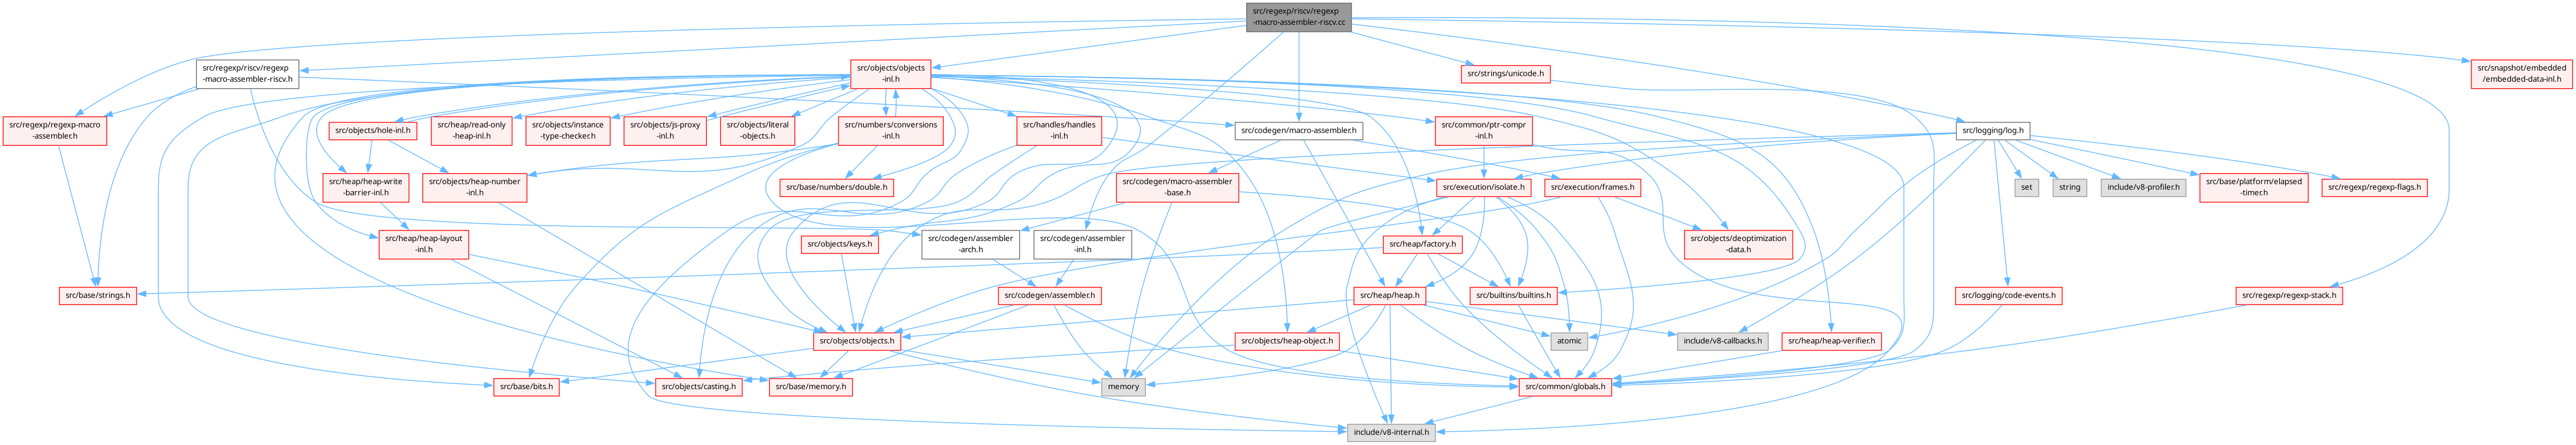 src/regexp/riscv/regexp
-macro-assembler-riscv.cc
src/regexp/riscv/regexp
-macro-assembler-riscv.h
src/objects/objects
-inl.h
src/strings/unicode.h
src/snapshot/embedded
/embedded-data-inl.h
src/regexp/regexp-macro
-assembler.h
src/objects/hole-inl.h
src/heap/read-only
-heap-inl.h
src/objects/instance
-type-checker.h
src/objects/js-proxy
-inl.h
src/objects/literal
-objects.h
src/numbers/conversions
-inl.h
src/handles/handles
-inl.h
src/codegen/macro-assembler.h
src/common/ptr-compr
-inl.h
src/logging/log.h
src/heap/heap-write
-barrier-inl.h
src/objects/heap-number
-inl.h
src/base/numbers/double.h
src/codegen/macro-assembler
-base.h
src/execution/isolate.h
src/execution/frames.h
set
string
include/v8-profiler.h
src/base/platform/elapsed
-timer.h
src/regexp/regexp-flags.h
src/heap/heap-layout
-inl.h
src/objects/keys.h
src/codegen/assembler
-arch.h
src/codegen/assembler
-inl.h
src/heap/factory.h
src/objects/deoptimization
-data.h
src/base/strings.h
src/codegen/assembler.h
src/heap/heap.h
src/builtins/builtins.h
src/logging/code-events.h
src/regexp/regexp-stack.h
src/objects/objects.h
src/objects/heap-object.h
atomic
include/v8-callbacks.h
src/heap/heap-verifier.h
src/base/bits.h
src/objects/casting.h
src/base/memory.h
memory
src/common/globals.h
include/v8-internal.h